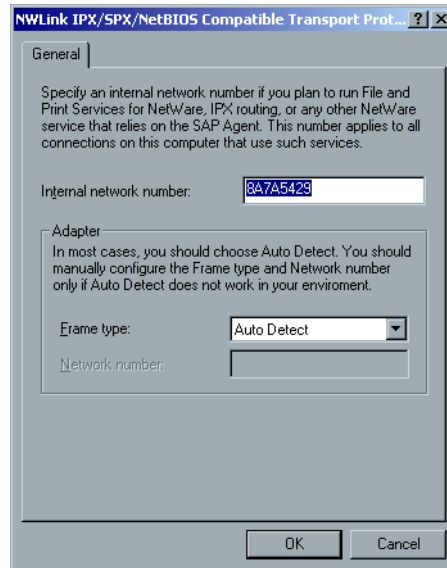 NWLink IPX/SPX/NetBIOS Compatible Transport Prot...
General
Specify an internal network number if you plan to run File and
Print Services for NetWare, IPX routing, or any other NetWare
service that relies on the SAP Agent. This number applies to all
connections on this computer that use such services.
Internal network number: 8A7A5429
Adapter
In most cases, you should choose Auto Detect. You should
manually configure the Frame type and Network number
only if Auto Detect does not work in your enviroment.
Frame type: Auto Detect
Network number:
OK Cancel